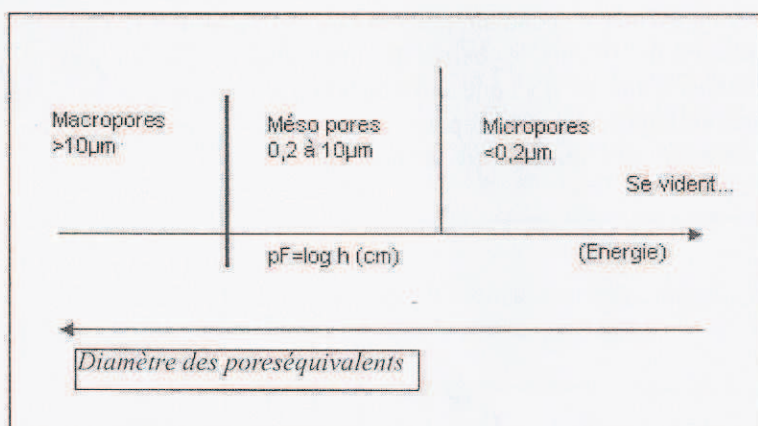 Macropores
>10µm
Méso pores
0,2 à 10µm
Micropores
<0,2µm
Se vident...
pF=log h (cm)
(Energie)
Diamètre des poreséquivalents